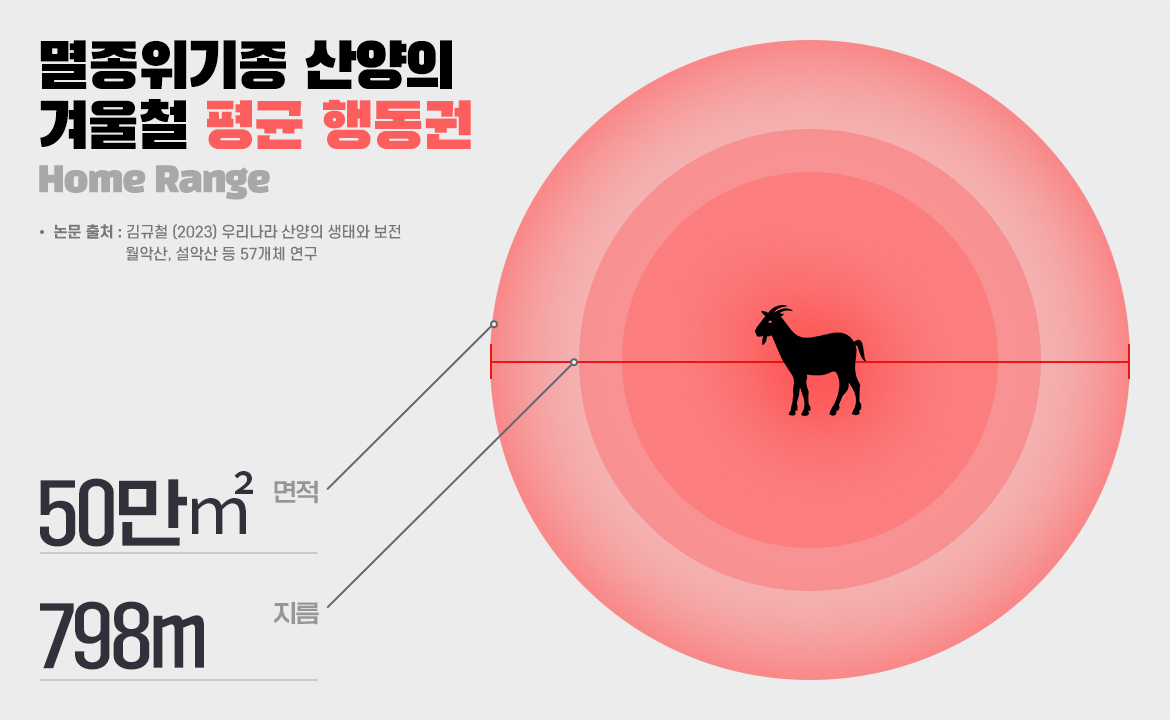 멸종위기종 산양의
겨울철 평균 행동권
Home Range
• 논문 출처 : 김규철 (2023) 우리나라 산양의 생태와 보전
월악산, 설악산 등 57개체 연구
50만m² 면적
798m 지름